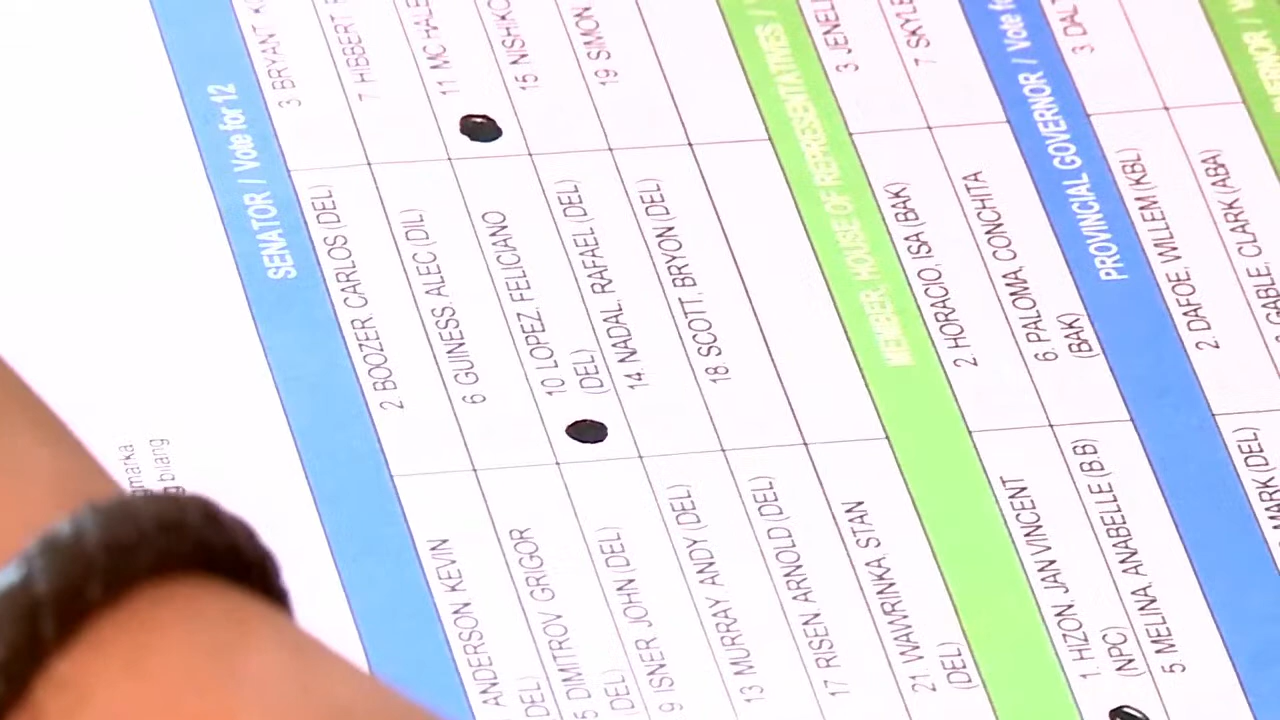 gmarka
g bilang
SENATOR / Vote for 12
ANDERSON KEVIN
(DEL)
2. BOOZER. CARLOS (DEL)
3 BRYANT
5 DIMITROV GRIGOR
(DEL)
6 GUINESS. ALEC (DIL)
7 HIBBERT
9 ISNER JOHN (DEL)
10 LOPEZ. FELICIANO
(DEL)
11 MC HALE
13 MURRAY. ANDY (DEL)
14. NADAL, RAFAEL (DEL)
15 NISHIKO
17 RISEN. ARNOLD (DEL)
18. SCOTT, BRYON (DEL)
19 SIMON
21. WAWRINKA, STAN
(DEL)
MEMBER, HOUSE OF REPRESENTATIVES /
1. HIZON JAN VINCENT
(NPC)
2. HORACIO, ISA (BAK)
3 JENEL
5. MELINA, ANABELLE (B.B)
6. PALOMA, CONCHITA
(BAK)
7 SKYLE
PROVINCIAL GOVERNOR / Vote f
MARK (DEL)
2. DAFOE, WILLEM (KBL)
3 DAL
GABLE, CLARK (ABA)